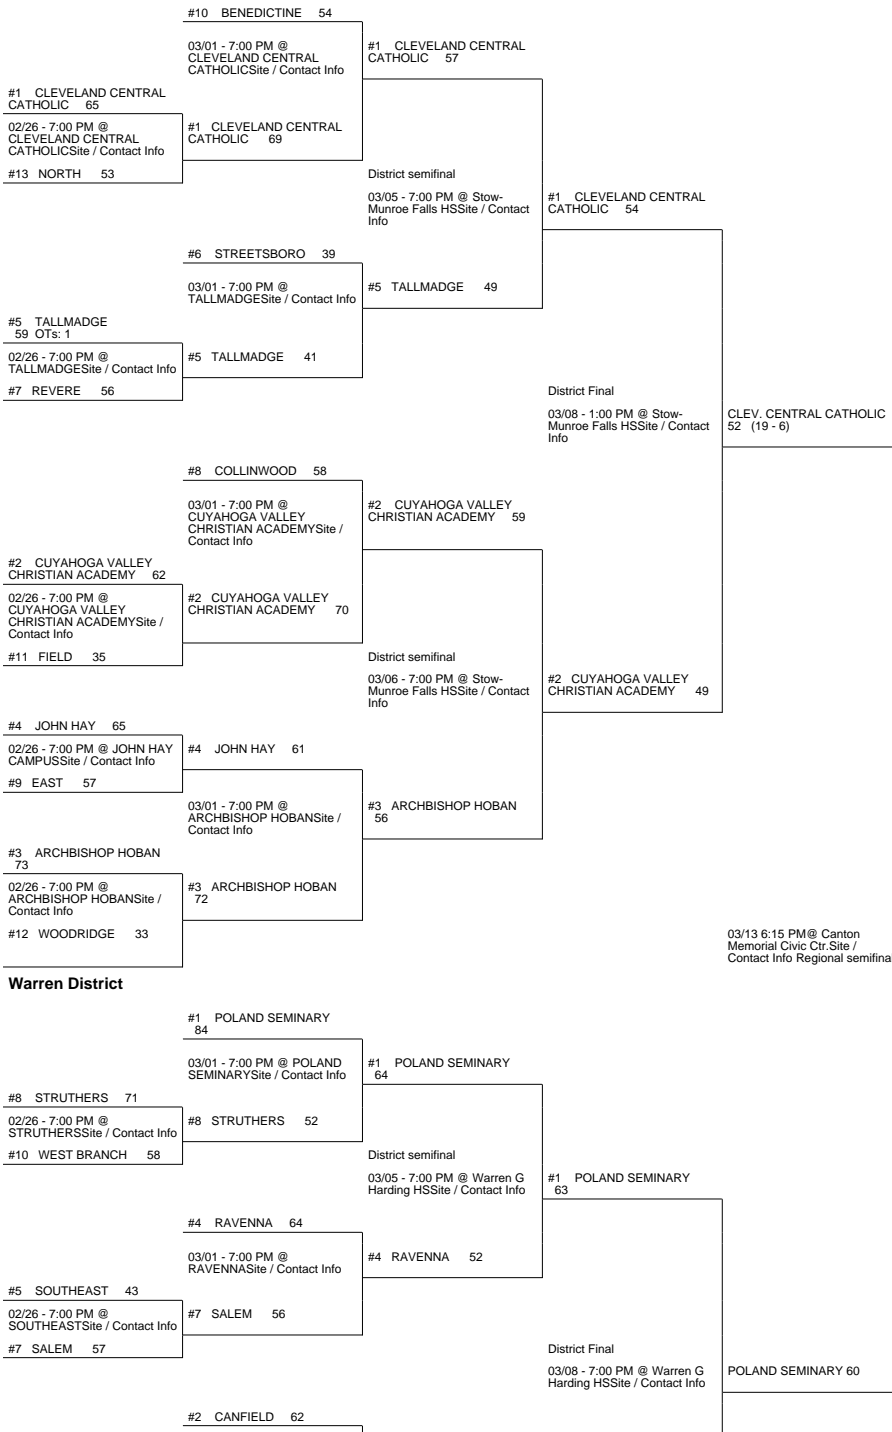 #10 BENEDICTINE 54
03/01 - 7:00 PM @
CLEVELAND CENTRAL
CATHOLICSite / Contact Info
#1 CLEVELAND CENTRAL
CATHOLIC 57
#1 CLEVELAND CENTRAL
CATHOLIC 65
02/26 - 7:00 PM @
CLEVELAND CENTRAL
CATHOLICSite / Contact Info
#1 CLEVELAND CENTRAL
CATHOLIC 69
#13 NORTH 53
District semifinal
03/05 - 7:00 PM @ Stow-
Munroe Falls HSSite / Contact
Info
#1 CLEVELAND CENTRAL
CATHOLIC 54
#6 STREETSBORO 39
03/01 - 7:00 PM @
TALLMADGESite / Contact Info
#5 TALLMADGE 49
#5 TALLMADGE
59 OTs: 1
02/26 - 7:00 PM @
TALLMADGESite / Contact Info
#5 TALLMADGE 41
#7 REVERE 56
District Final
03/08 - 1:00 PM @ Stow-
Munroe Falls HSSite / Contact
Info
CLEV. CENTRAL CATHOLIC
52 (19 - 6)
#8 COLLINWOOD 58
03/01 - 7:00 PM @
CUYAHOGA VALLEY
CHRISTIAN ACADEMYSite /
Contact Info
#2 CUYAHOGA VALLEY
CHRISTIAN ACADEMY 59
#2 CUYAHOGA VALLEY
CHRISTIAN ACADEMY 62
02/26 - 7:00 PM @
CUYAHOGA VALLEY
CHRISTIAN ACADEMYSite /
Contact Info
#2 CUYAHOGA VALLEY
CHRISTIAN ACADEMY 70
#11 FIELD 35
District semifinal
03/06 - 7:00 PM @ Stow-
Munroe Falls HSSite / Contact
Info
#2 CUYAHOGA VALLEY
CHRISTIAN ACADEMY 49
#4 JOHN HAY 65
02/26 - 7:00 PM @ JOHN HAY
CAMPUSSite / Contact Info
#4 JOHN HAY 61
#9 EAST 57
03/01 - 7:00 PM @
ARCHBISHOP HOBANSite /
Contact Info
#3 ARCHBISHOP HOBAN
56
#3 ARCHBISHOP HOBAN
73
02/26 - 7:00 PM @
ARCHBISHOP HOBANSite /
Contact Info
#3 ARCHBISHOP HOBAN
72
#12 WOODRIDGE 33
03/13 6:15 PM@ Canton
Memorial Civic Ctr.Site /
Contact Info Regional semifina
Warren District
#1 POLAND SEMINARY
84
03/01 - 7:00 PM @ POLAND
SEMINARYSite / Contact Info
#1 POLAND SEMINARY
64
#8 STRUTHERS 71
02/26 - 7:00 PM @
STRUTHERSSite / Contact Info
#8 STRUTHERS 52
#10 WEST BRANCH 58
District semifinal
03/05 - 7:00 PM @ Warren G
Harding HSSite / Contact Info
#1 POLAND SEMINARY
63
#4 RAVENNA 64
03/01 - 7:00 PM @
RAVENNASite / Contact Info
#4 RAVENNA 52
#5 SOUTHEAST 43
02/26 - 7:00 PM @
SOUTHEASTSite / Contact Info
#7 SALEM 56
#7 SALEM 57
District Final
03/08 - 7:00 PM @ Warren G
Harding HSSite / Contact Info
POLAND SEMINARY 60
#2 CANFIELD 62